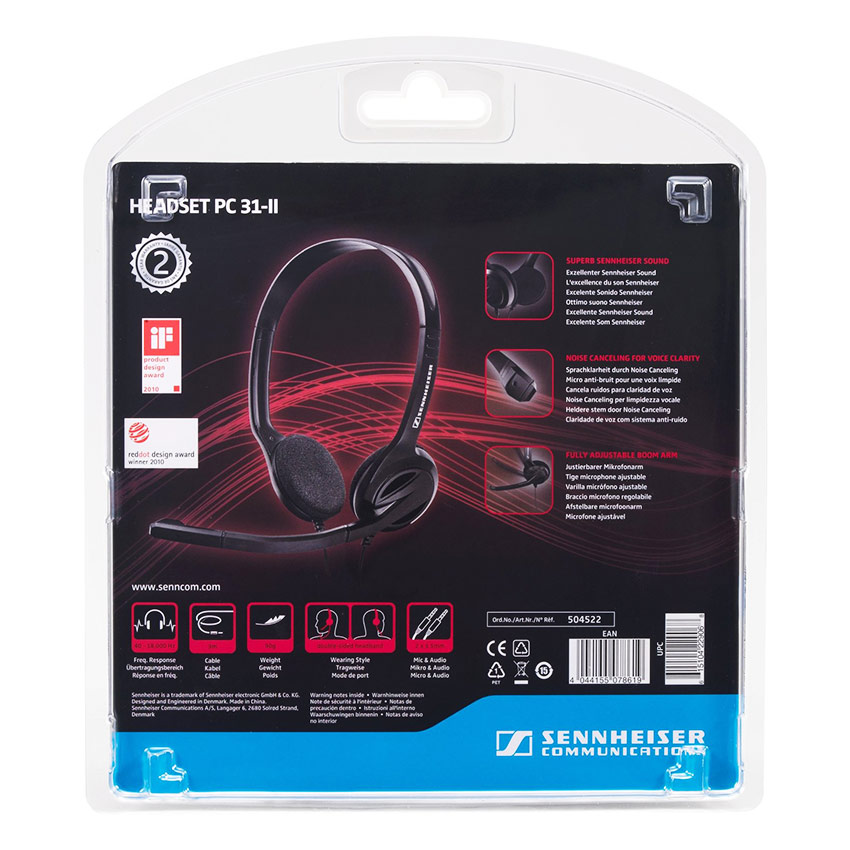 HEADSET PC 31-II
2
iF
product
design
award
2010
reddot design award
winner 2010
SENNHEISER
SUPERB SENNHEISER SOUND
Exzellenter Sennheiser Sound
L'excellence du son Sennheiser
Excelente Sonido Sennheiser
Ottimo suono Sennheiser
Excellente Sennheiser Sound
Excelente Som Sennheiser
NOISE CANCELING FOR VOICE CLARITY
Sprachklarheit durch Noise Canceling
Micro anti-bruit pour une voix limpide
Cancela ruidos para claridad de voz
Noise Canceling per limpidezza vocale
Heldere stem door Noise Canceling
Claridade de voz com sistema anti-ruído
FULLY ADJUSTABLE BOOM ARM
Justierbarer Mikrofonarm
Tige microphone ajustable
Varilla micrófono ajustable
Braccio microfono regolabile
Afstelbare microfoonarm
Microfone ajustável
www.senncom.com
Freq. Response
Übertragungsbereich
Réponse en fréq.
Cable
Kabel
Câble
Weight
Gewicht
Poids
Wearing Style
Tragweise
Mode de port
Mic & Audio
Mikro & Audio
Micro & Audio
Ord.No./Art.Nr./N° Réf. 504522
EAN
4 044155 078619
UPC
PET
15
Sennheiser is a trademark of Sennheiser electronic GmbH & Co. KG.
Designed and Engineered in Denmark. Made in China.
Sennheiser Communications A/S, Langager 6, 2680 Solrød Strand,
Denmark
Warning notes inside • Warnhinweise innen
Note de sécurité à l'intérieur • Notas de
precaución dentro • Istruzioni all'interno
Waarschuwingen binnenin • Notas de aviso
no interior
SENNHEISER
COMMUNICATIONS